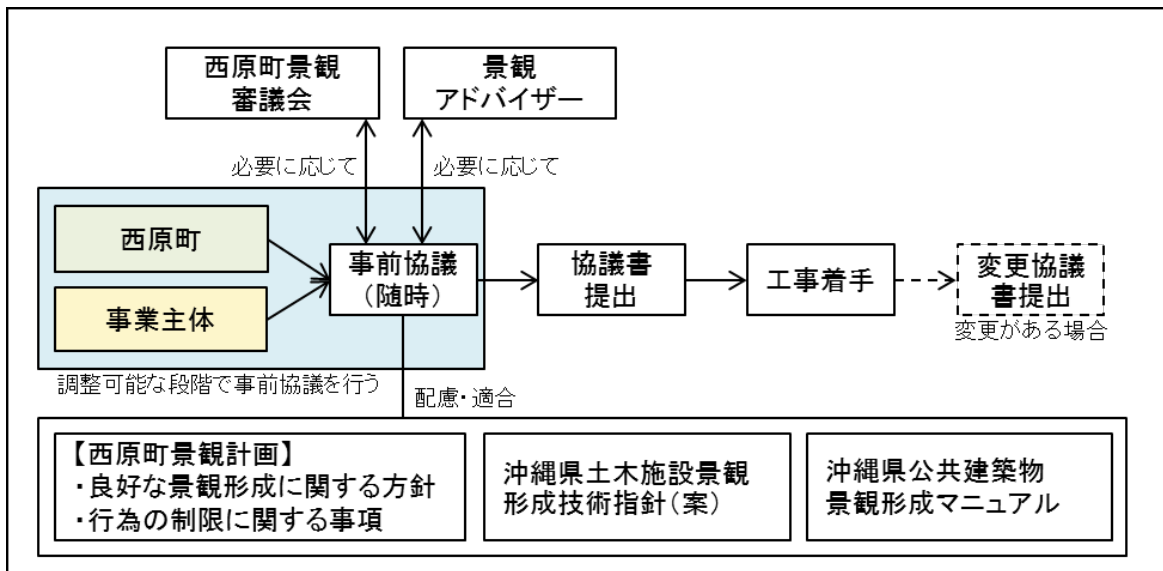 西原町景観
審議会
景観
アドバイザー
必要に応じて
必要に応じて
西原町
事業主体
事前協議
（随時）
協議書
提出
工事着手
変更協議
書提出
変更がある場合
調整可能な段階で事前協議を行う
配慮・適合
【西原町景観計画】
・良好な景観形成に関する方針
・行為の制限に関する事項
沖縄県土木施設景観
形成技術指針（案）
沖縄県公共建築物
景観形成マニュアル